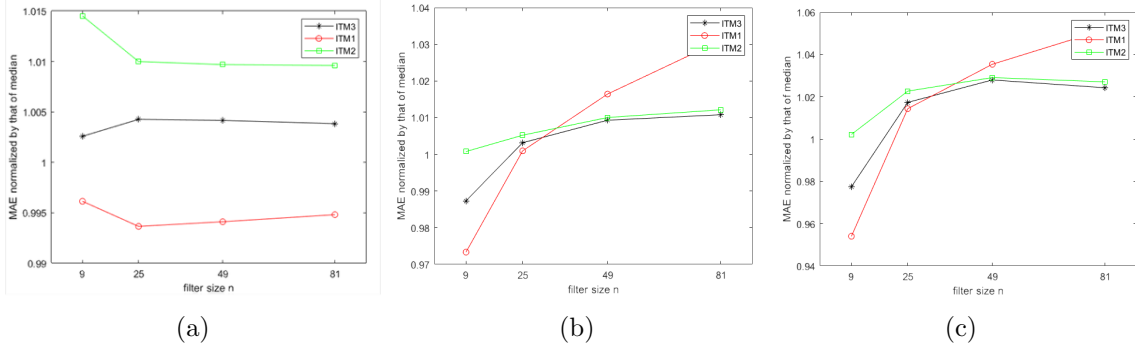 MAE normalized by that of median
1.015
1.01
1.005
1
0.995
0.99
ITM3
ITM1
ITM2
9 25 49 81
filter size n
(a)
MAE normalized by that of median
1.04
1.03
1.02
1.01
1
0.99
0.98
0.97
ITM3
ITM1
ITM2
9 25 49 81
filter size n
(b)
MAE normalized by that of median
1.06
1.04
1.02
1
0.98
0.96
0.94
ITM3
ITM1
ITM2
9 25 49 81
filter size n
(c)